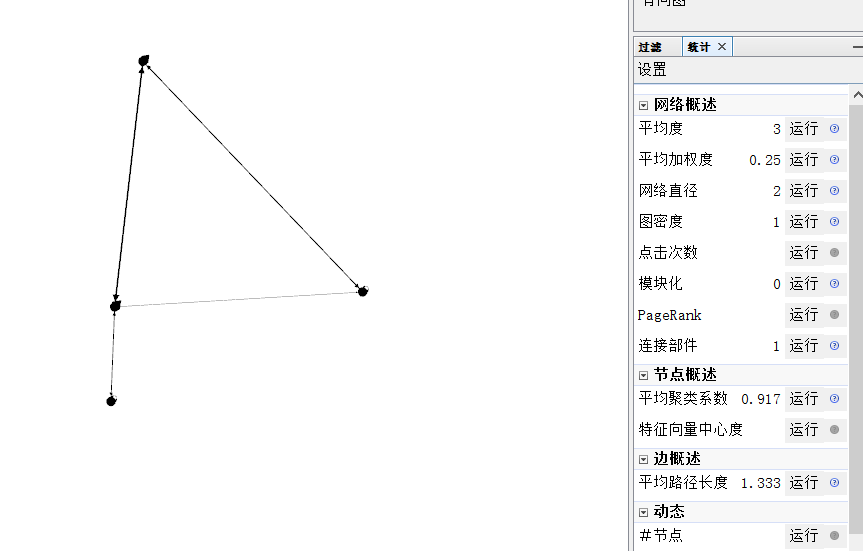 有向图
过滤 统计
设置
网络概述
平均度 3 运行
平均加权度 0.25 运行
网络直径 2 运行
图密度 1 运行
点击次数 运行
模块化 0 运行
PageRank 运行
连接部件 1 运行
节点概述
平均聚类系数 0.917 运行
特征向量中心度 运行
边概述
平均路径长度 1.333 运行
动态
#节点 运行